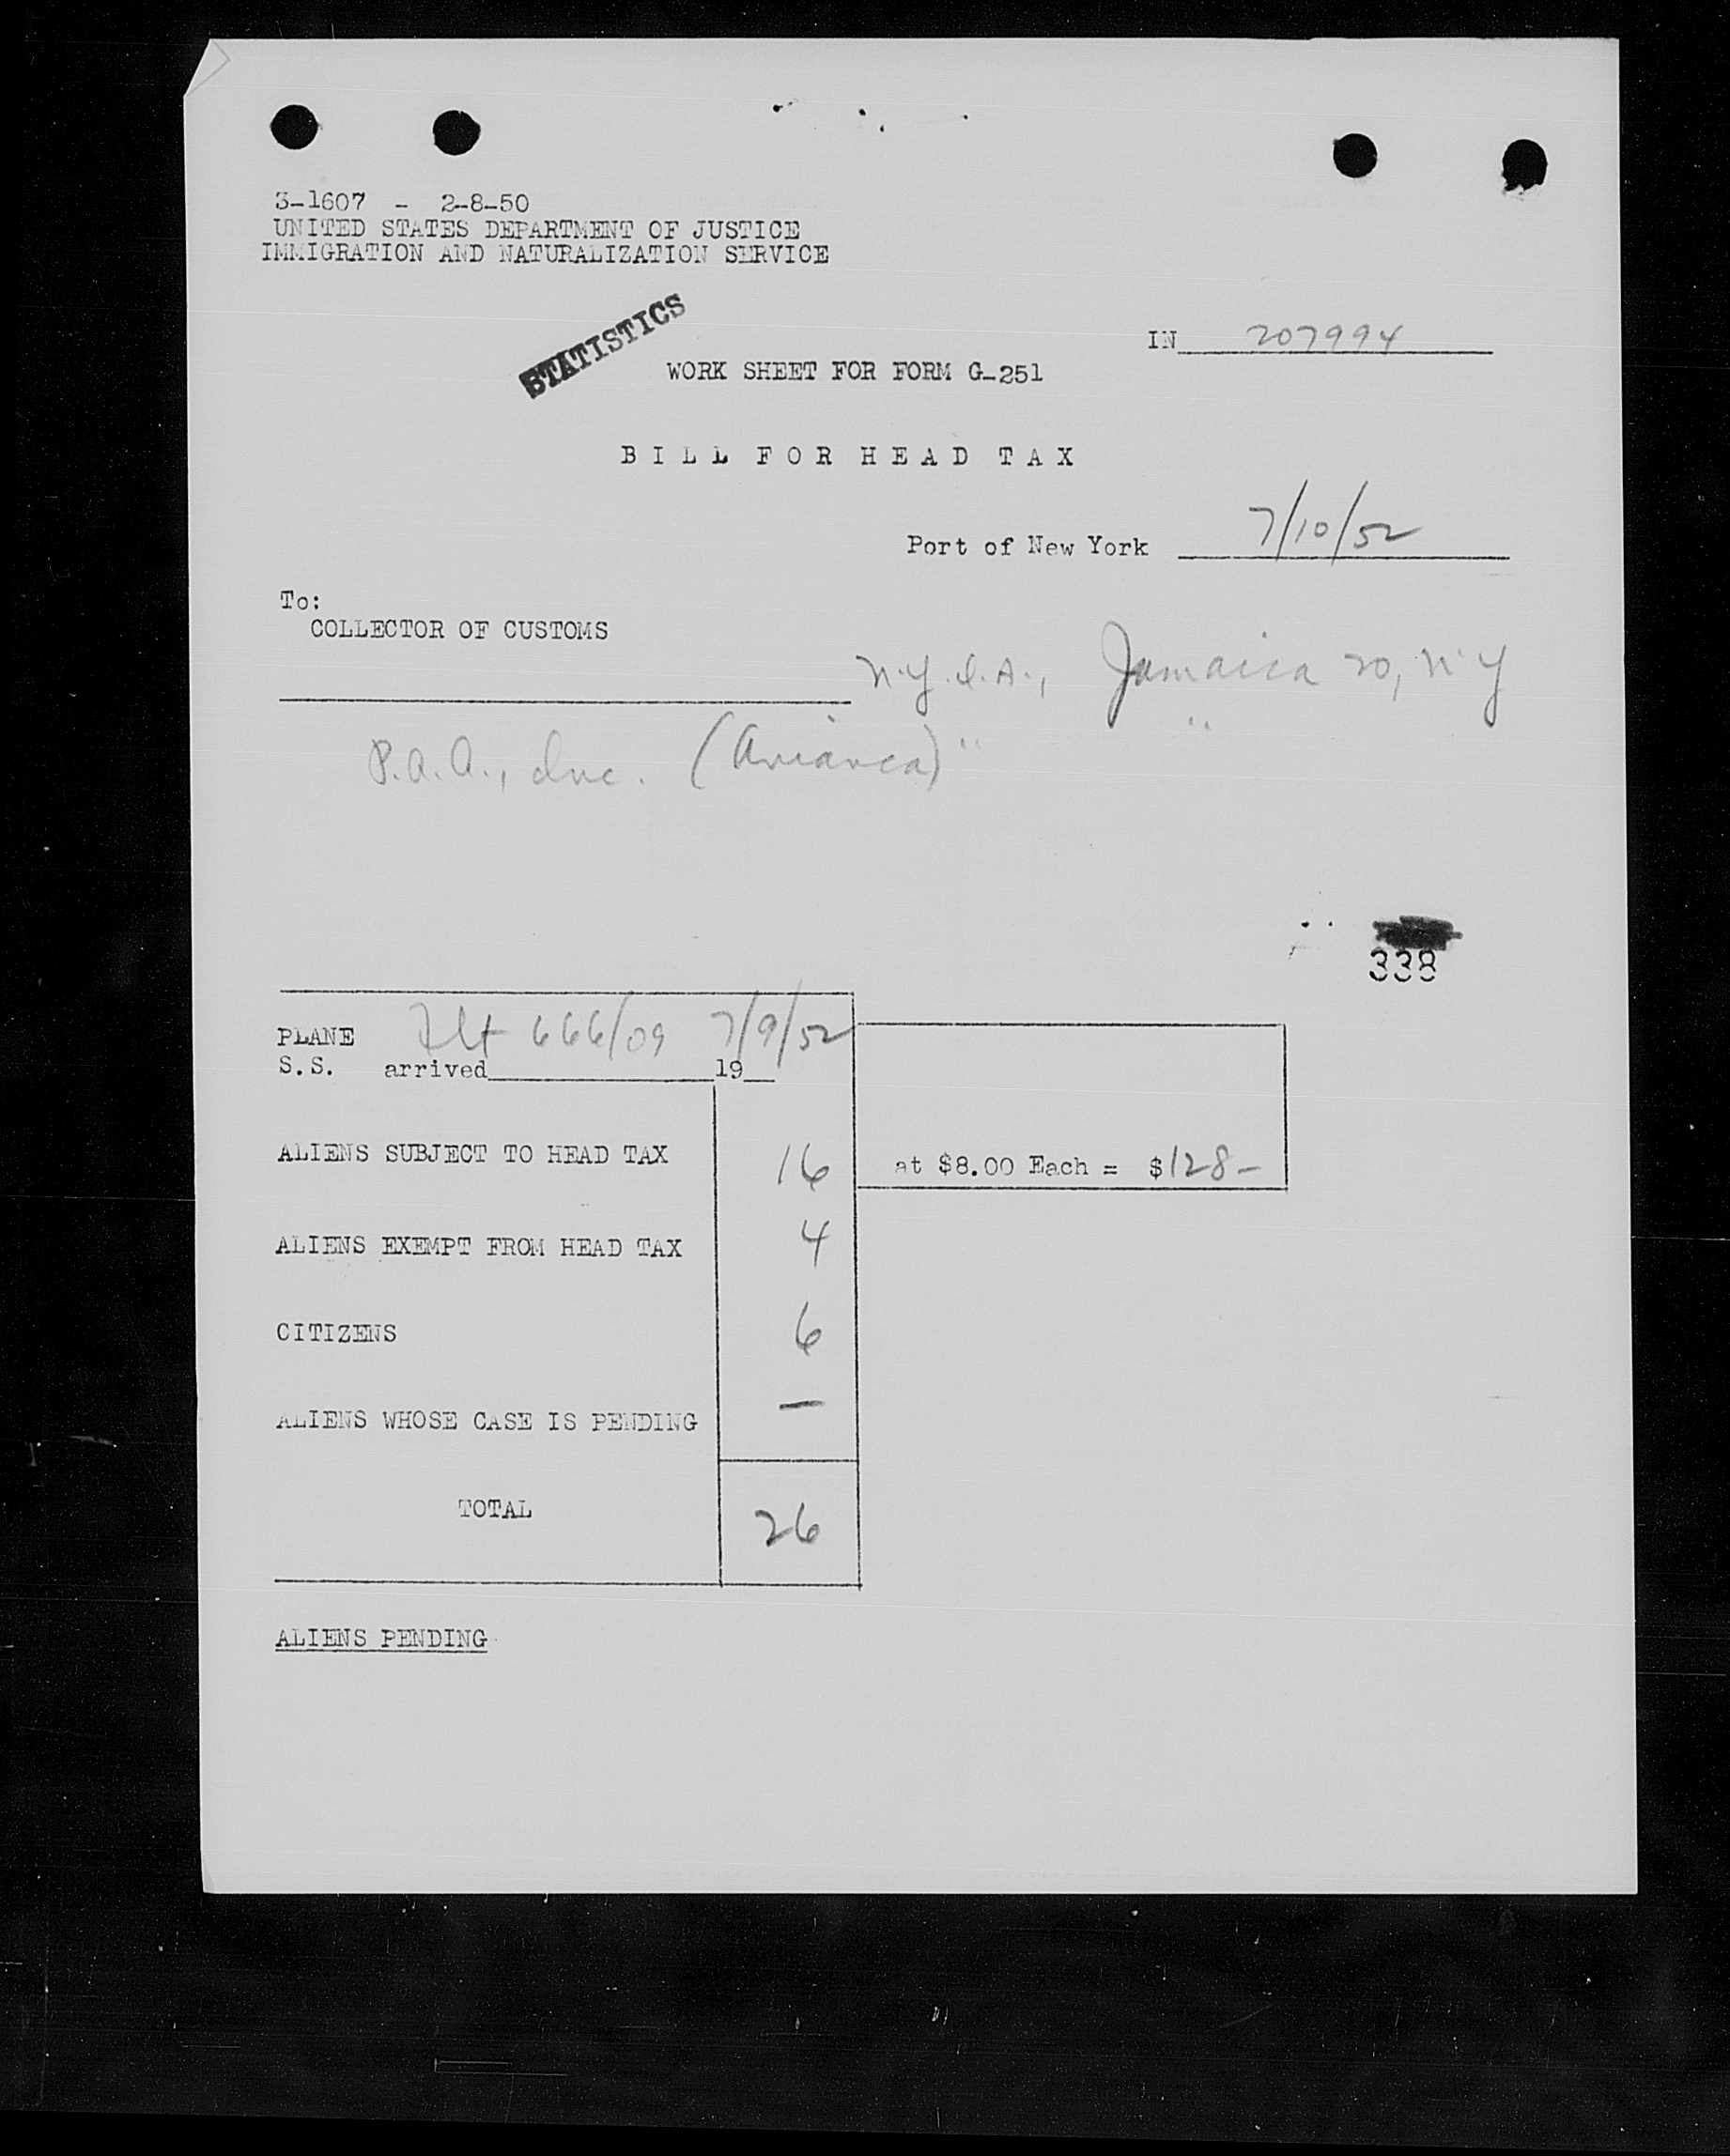 3-1607 - 2-8-50
UNITED STATES DEPARTMENT OF JUSTICE
IMMIGRATION AND NATURALIZATION SERVICE
STATISTICS
IN 207994
WORK SHEET FOR FORM G-251
BILL FOR HEAD TAX
Port of New York 7/10/52
To:
COLLECTOR OF CUSTOMS
N.Y.I.A., Jamaica 20, N.Y
P.A.A., Inc. (Avianca) " "
338
PLANE Flt 666/09 7/9/52
S.S. arrived 19
ALIENS SUBJECT TO HEAD TAX 16 at $8.00 Each = $128-
ALIENS EXEMPT FROM HEAD TAX 4
CITIZENS 6
ALIENS WHOSE CASE IS PENDING —
TOTAL 26
ALIENS PENDING